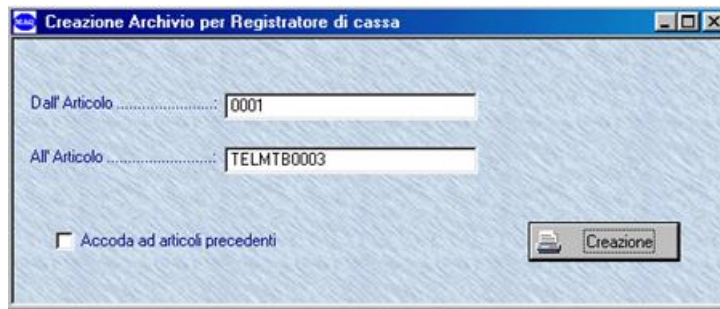 Creazione Archivio per Registratore di cassa
Dall' Articolo .......................: 0001
All' Articolo .........................: TELMTB0003
Accoda ad articoli precedenti
Creazione